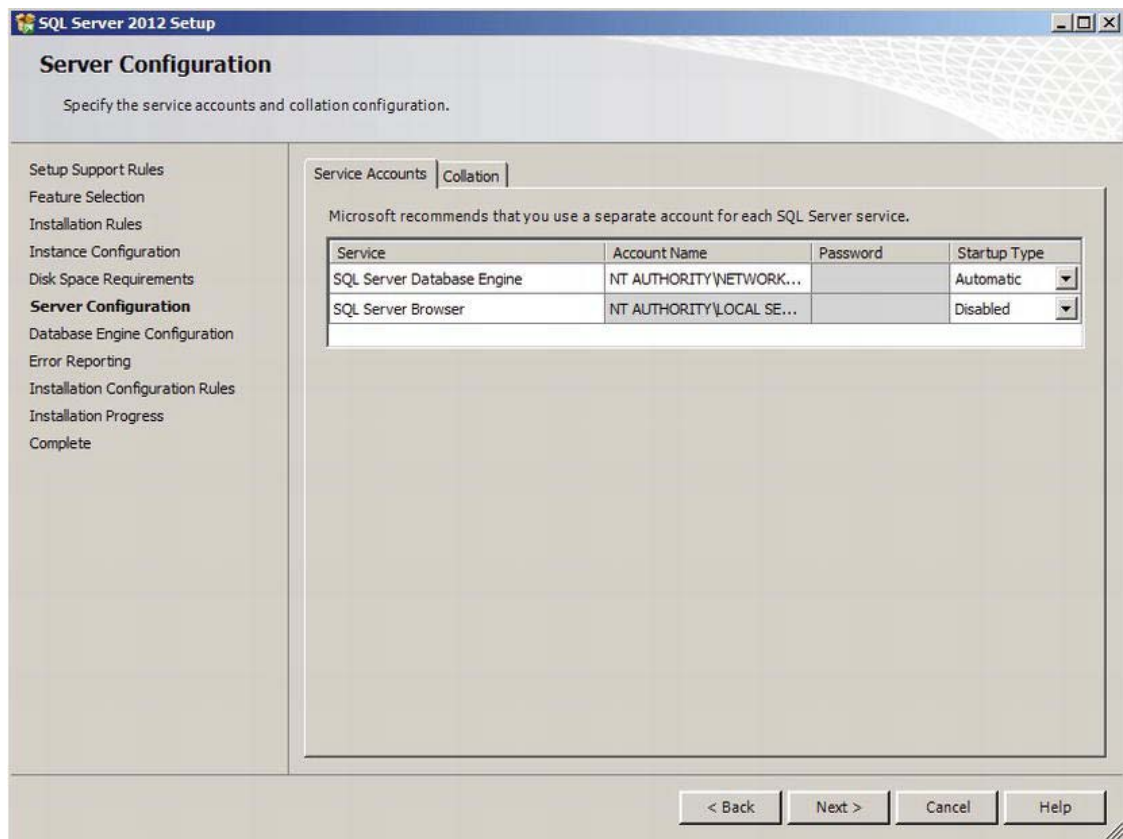 SQL Server 2012 Setup
Server Configuration
Specify the service accounts and collation configuration.
Setup Support Rules
Feature Selection
Installation Rules
Instance Configuration
Disk Space Requirements
Server Configuration
Database Engine Configuration
Error Reporting
Installation Configuration Rules
Installation Progress
Complete
Service Accounts Collation
Microsoft recommends that you use a separate account for each SQL Server service.
Service Account Name Password Startup Type
SQL Server Database Engine NT AUTHORITY\NETWORK... Automatic
SQL Server Browser NT AUTHORITY\LOCAL SE... Disabled
< Back Next > Cancel Help